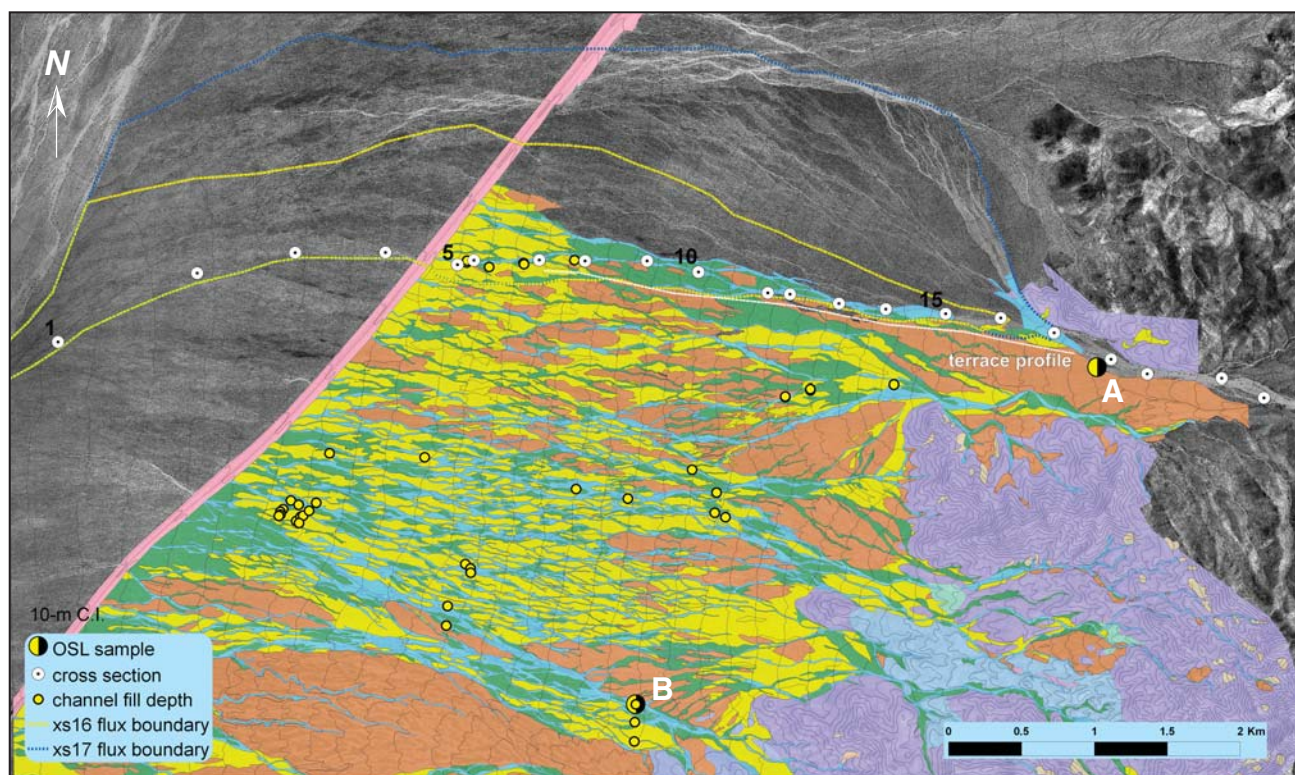 N
5
10
15
1
terrace profile
A
B
10-m C.I.
OSL sample
cross section
channel fill depth
xs16 flux boundary
xs17 flux boundary
0 0.5 1 1.5 2 Km